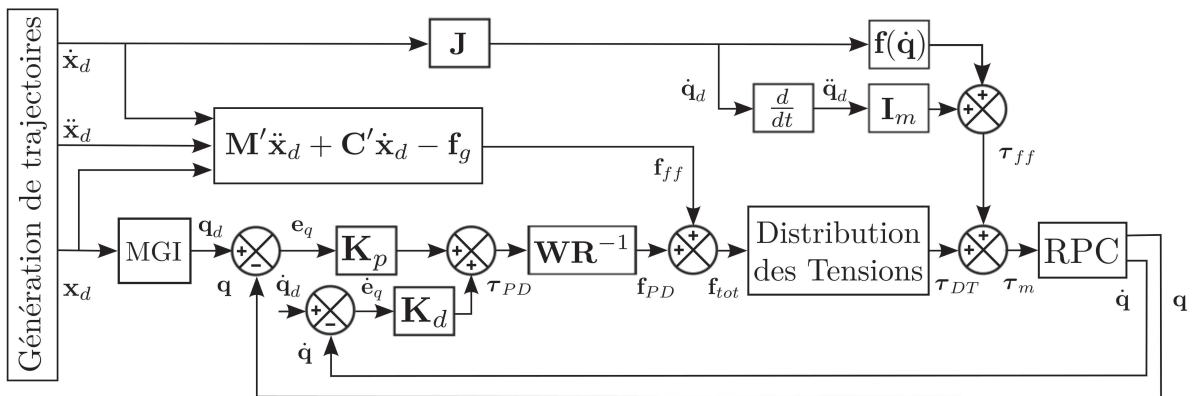 Génération de trajectoires
ẋ_d
ẍ_d
x_d
J
q̇_d
d/dt
q̈_d
f(q̇)
I_m
+
+
τ_ff
M′ẍ_d + C′ẋ_d − f_g
f_ff
MGI
q_d
+
−
q
e_q
K_p
q̇_d
+
−
q̇
ė_q
K_d
+
+
τ_PD
WR⁻¹
f_PD
+
+
f_tot
Distribution
des Tensions
τ_DT
+
+
τ_m
RPC
q̇
q